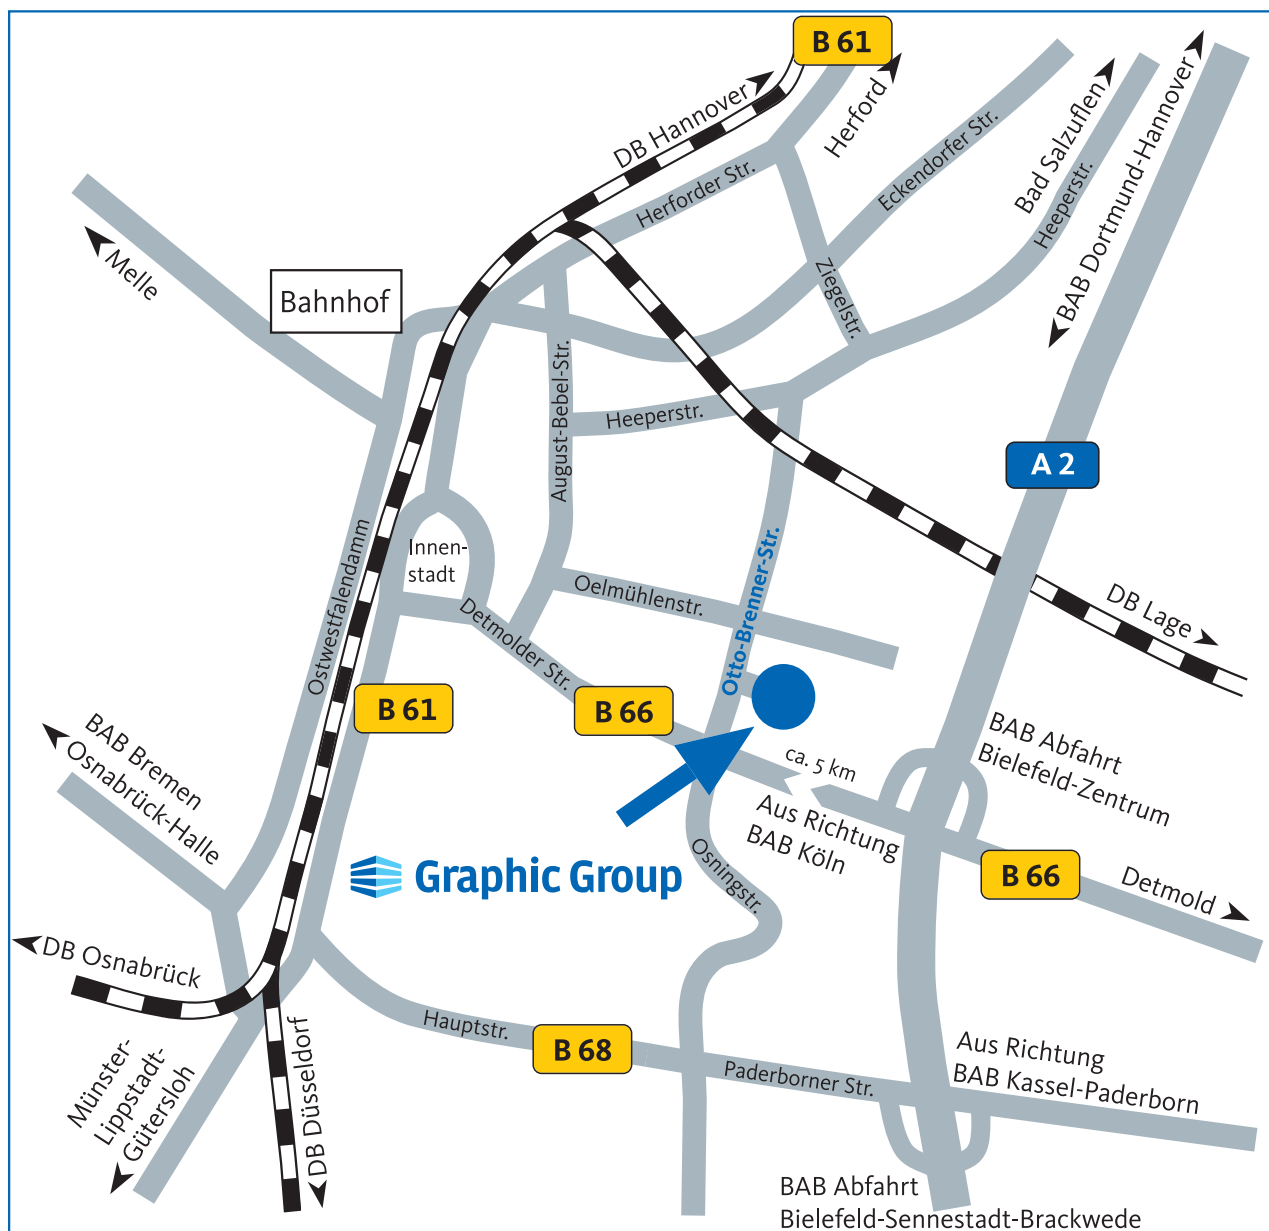 B 61
DB Hannover
Herford
Herforder Str.
Eckendorfer Str.
Bad Salzuflen
Heeperstr.
BAB Dortmund-Hannover
Melle
Bahnhof
Ziegelstr.
August-Bebel-Str.
Heeperstr.
A 2
Innen-
stadt
Ostwestfalendamm
Oelmühlenstr.
Otto-Brenner-Str.
DB Lage
Detmolder Str.
B 61
B 66
BAB Bremen
Osnabrück-Halle
BAB Abfahrt
Bielefeld-Zentrum
ca. 5 km
Aus Richtung
BAB Köln
Graphic Group
Osningstr.
B 66
Detmold
DB Osnabrück
Hauptstr.
B 68
Paderborner Str.
Aus Richtung
BAB Kassel-Paderborn
Münster-
Lippstadt-
Gütersloh
DB Düsseldorf
BAB Abfahrt
Bielefeld-Sennestadt-Brackwede